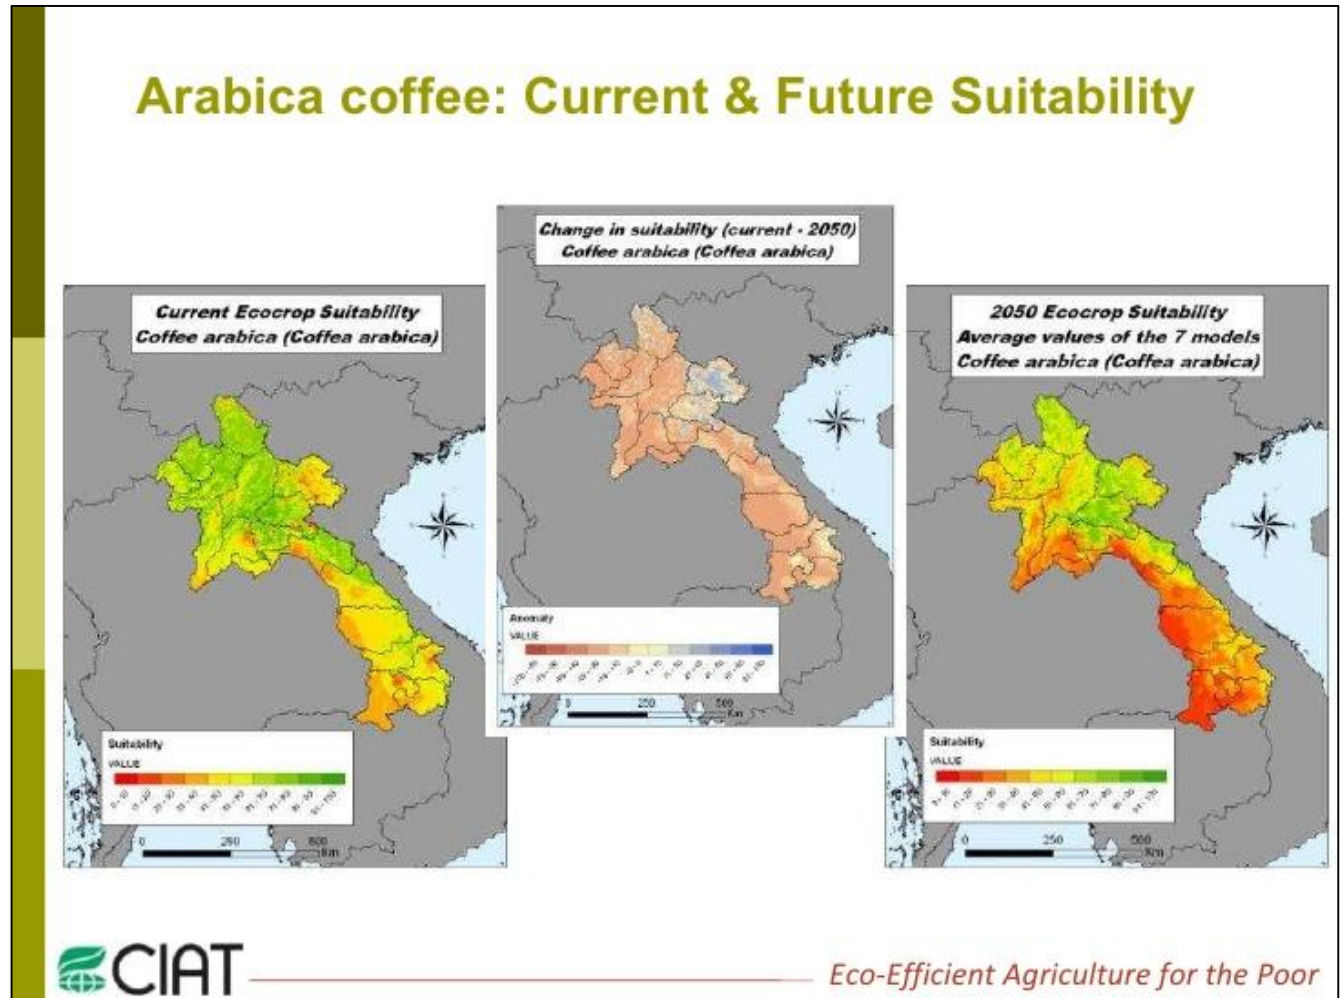 Arabica coffee: Current & Future Suitability
Change in suitability (current - 2050)
Coffee arabica (Coffea arabica)
Current Ecocrop Suitability
Coffee arabica (Coffea arabica)
2050 Ecocrop Suitability
Average values of the 7 models
Coffee arabica (Coffea arabica)
Anomaly
VALUE
0 250 500
Km
Suitability
VALUE
0 250 500
Km
Suitability
VALUE
0 250 500
Km
CIAT
Eco-Efficient Agriculture for the Poor